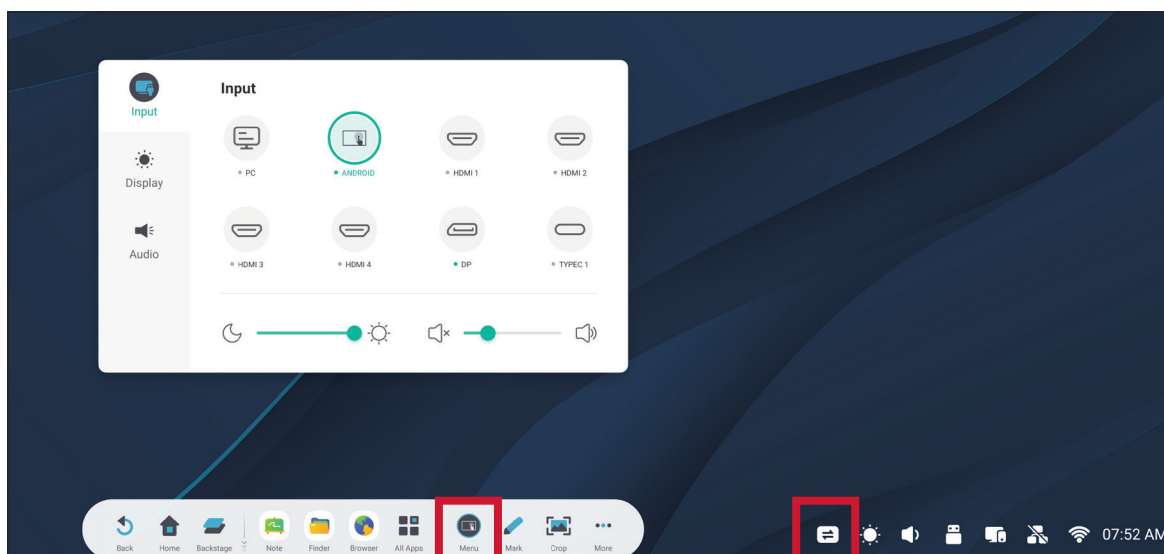 Input
Input
Display
Audio
PC
ANDROID
HDMI 1
HDMI 2
HDMI 3
HDMI 4
DP
TYPEC 1
Back Home Backstage Note Finder Browser All Apps Menu Mark Crop More
07:52 AM